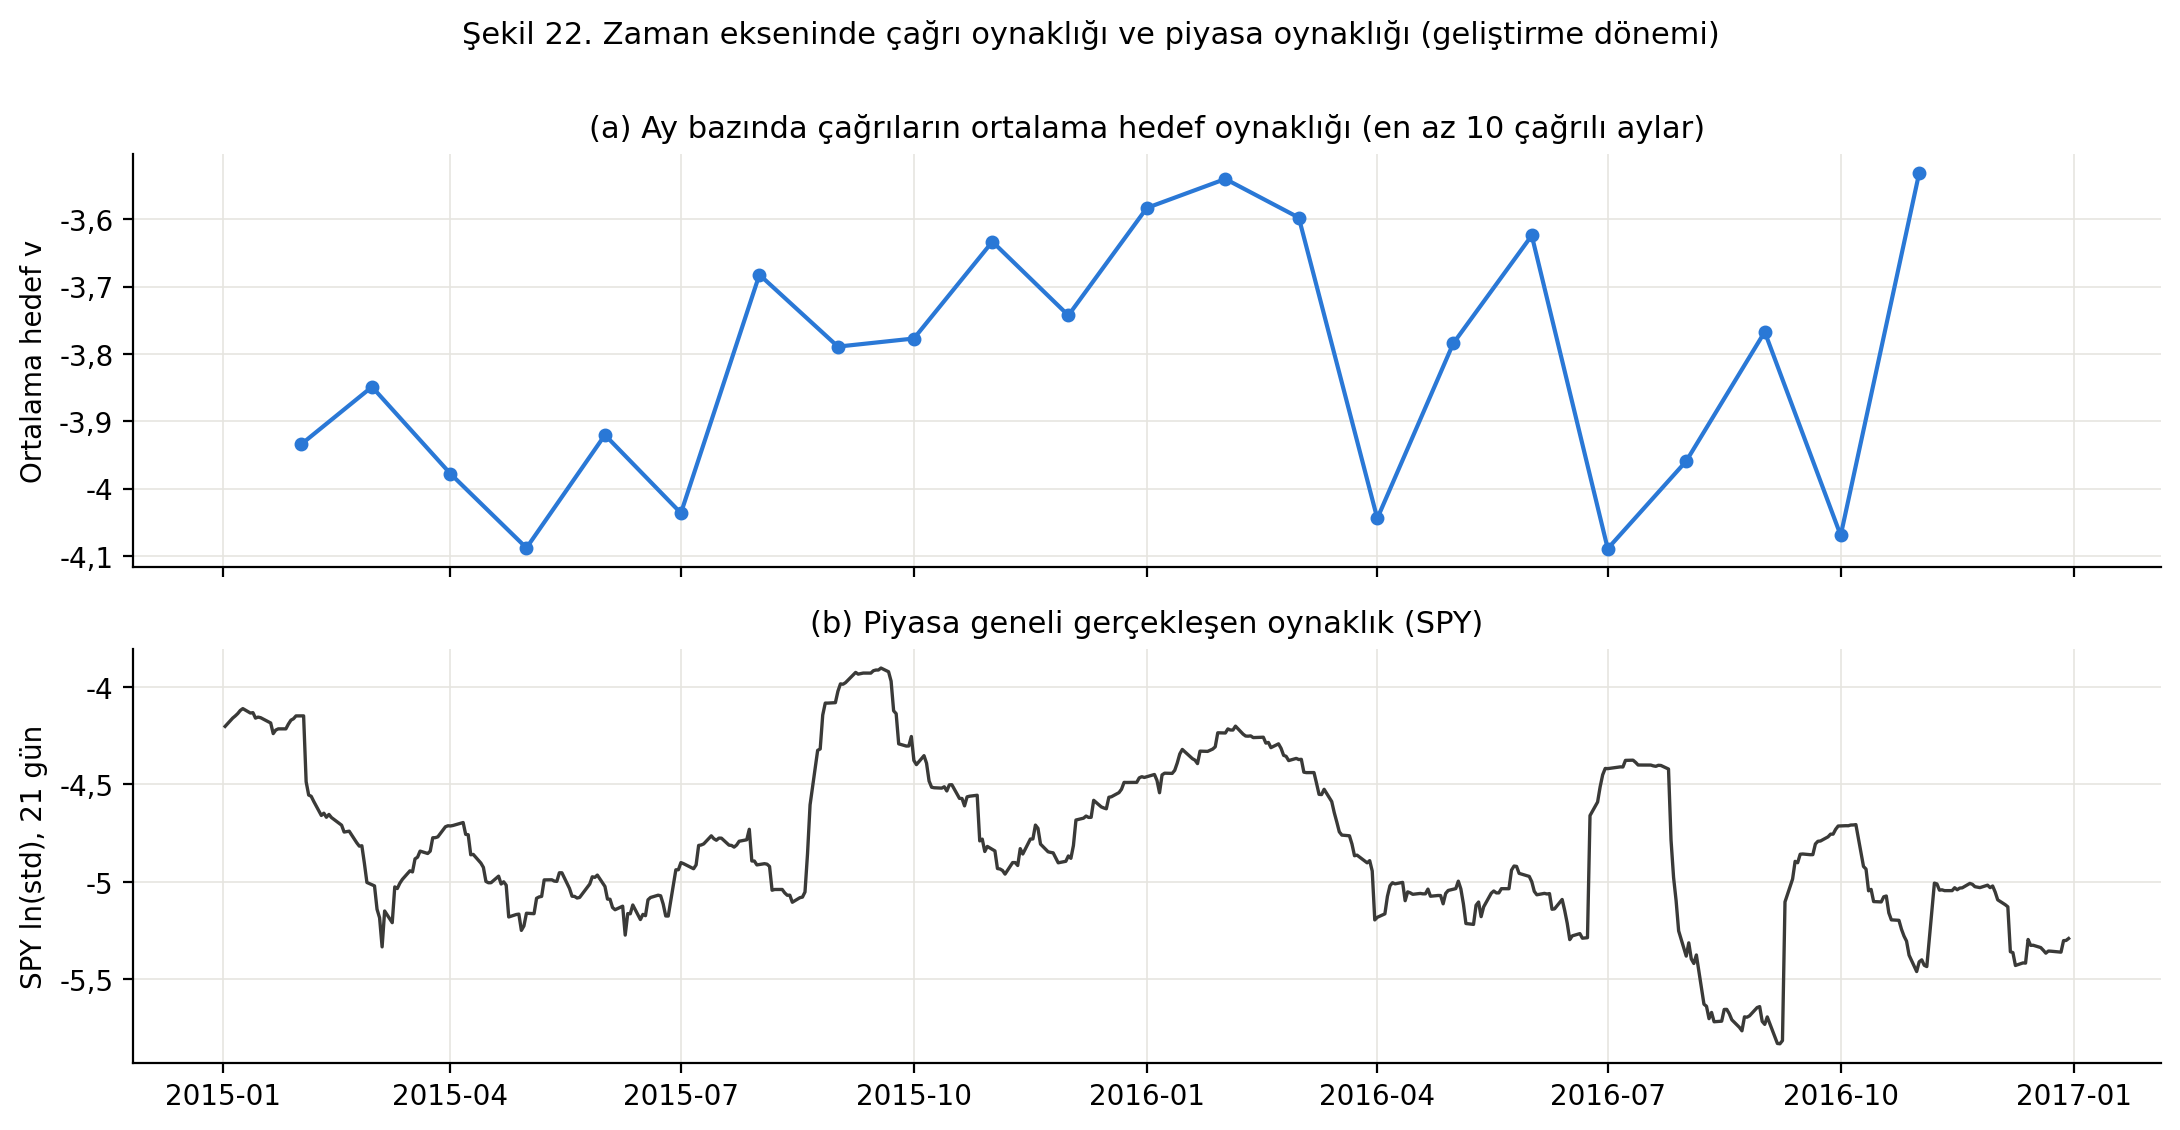 Şekil 22. Zaman ekseninde çağrı oynaklığı ve piyasa oynaklığı (geliştirme dönemi)
(a) Ay bazında çağrıların ortalama hedef oynaklığı (en az 10 çağrılı aylar)
Ortalama hedef v
-3,6
-3,7
-3,8
-3,9
-4
-4,1
(b) Piyasa geneli gerçekleşen oynaklık (SPY)
SPY ln(std), 21 gün
-4
-4,5
-5
-5,5
2015-01 2015-04 2015-07 2015-10 2016-01 2016-04 2016-07 2016-10 2017-01